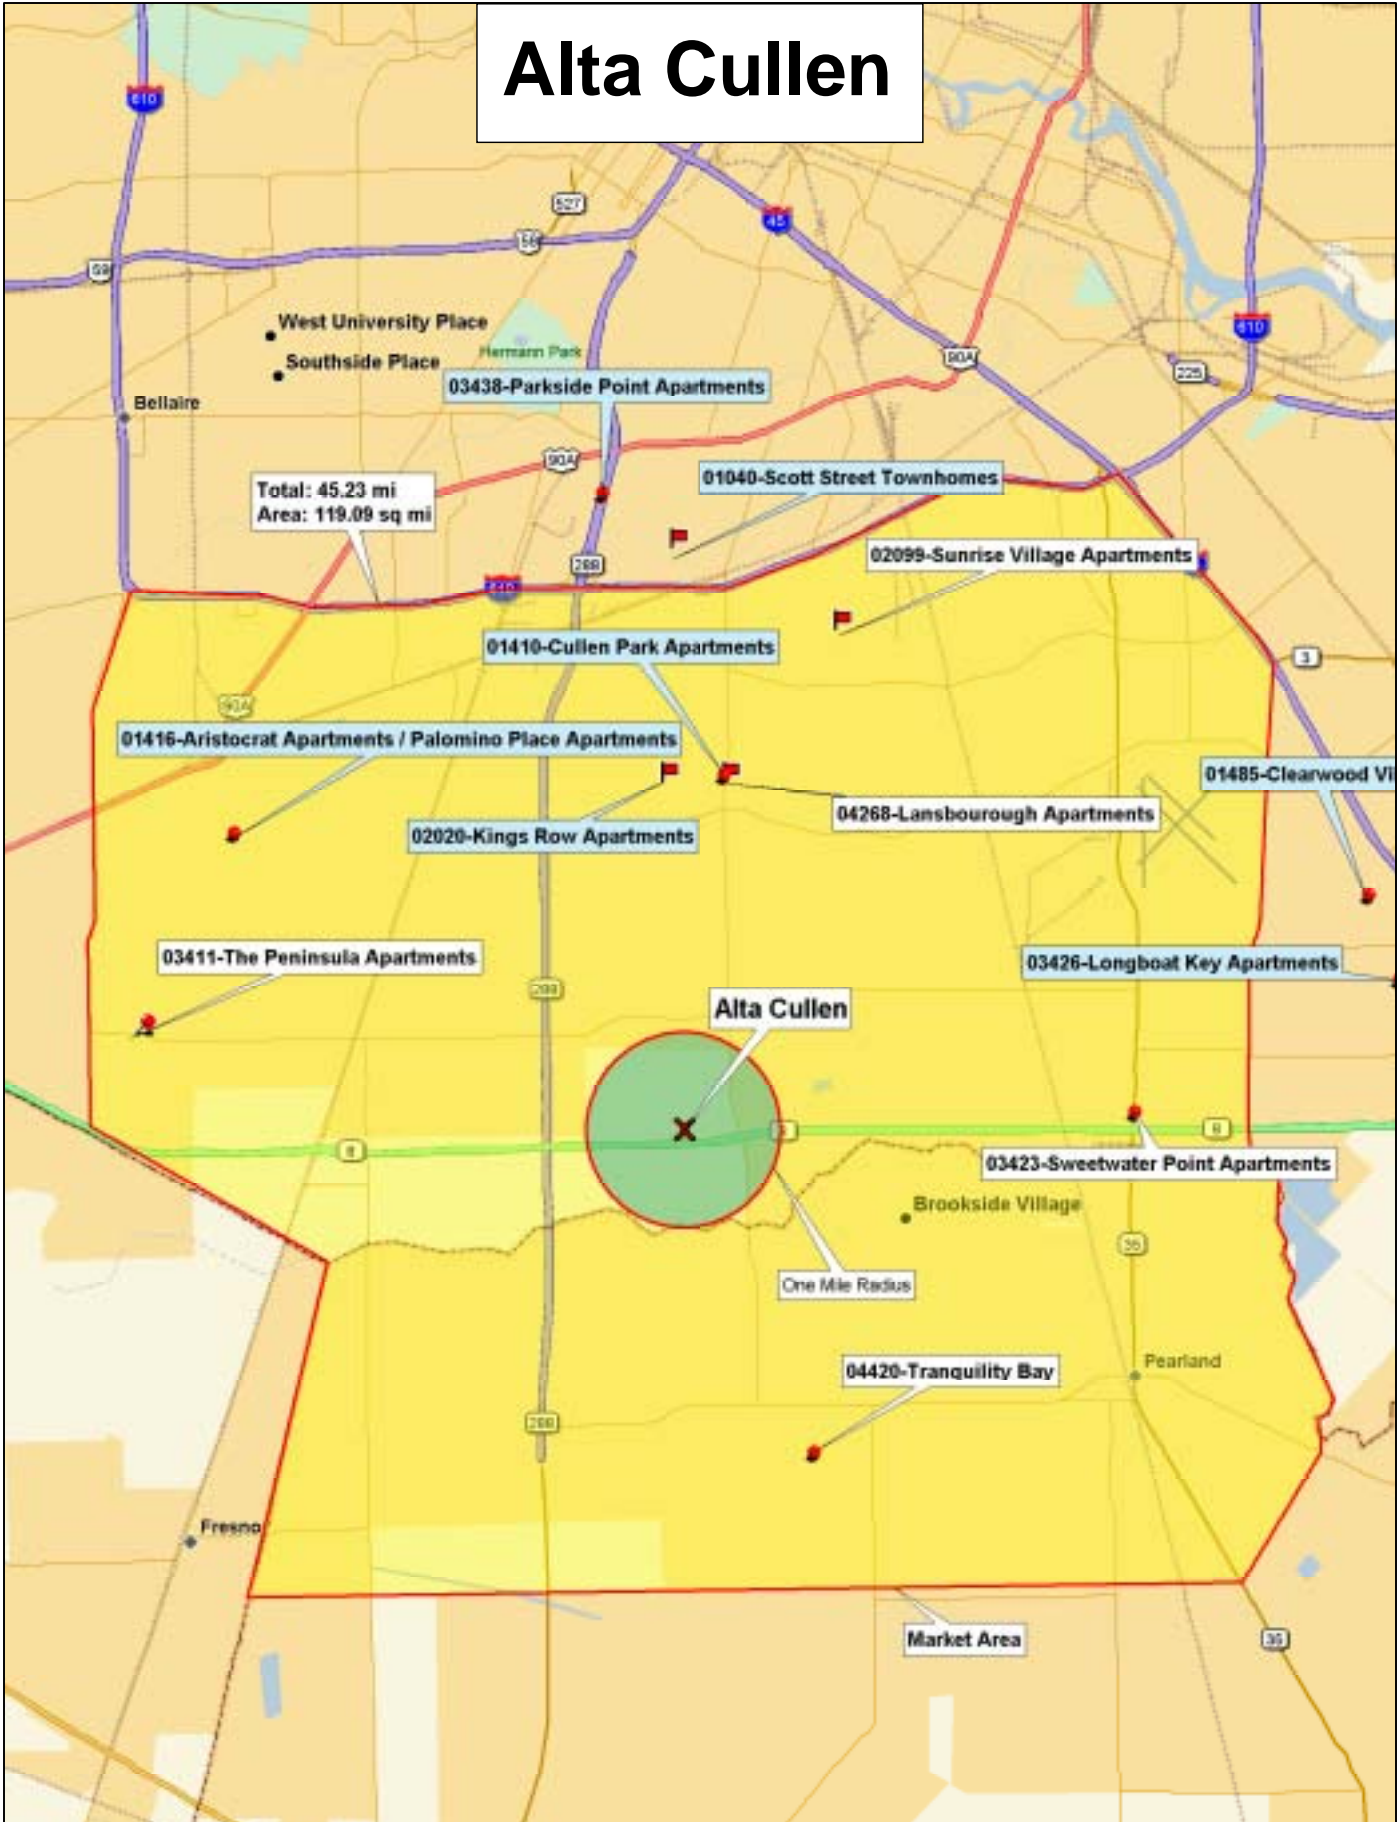 Alta Cullen
610
45
527
59
59
West University Place
Southside Place
Hermann Park
610
90A
225
03438-Parkside Point Apartments
Bellaire
90A
01040-Scott Street Townhomes
Total: 45.23 mi
Area: 119.09 sq mi
288
02099-Sunrise Village Apartments
610
01410-Cullen Park Apartments
3
90A
01416-Aristocrat Apartments / Palomino Place Apartments
01485-Clearwood Vi
04268-Lansbourough Apartments
02020-Kings Row Apartments
03411-The Peninsula Apartments
03426-Longboat Key Apartments
288
Alta Cullen
8
8
03423-Sweetwater Point Apartments
Brookside Village
35
One Mile Radius
04420-Tranquility Bay
Pearland
288
Fresno
Market Area
35